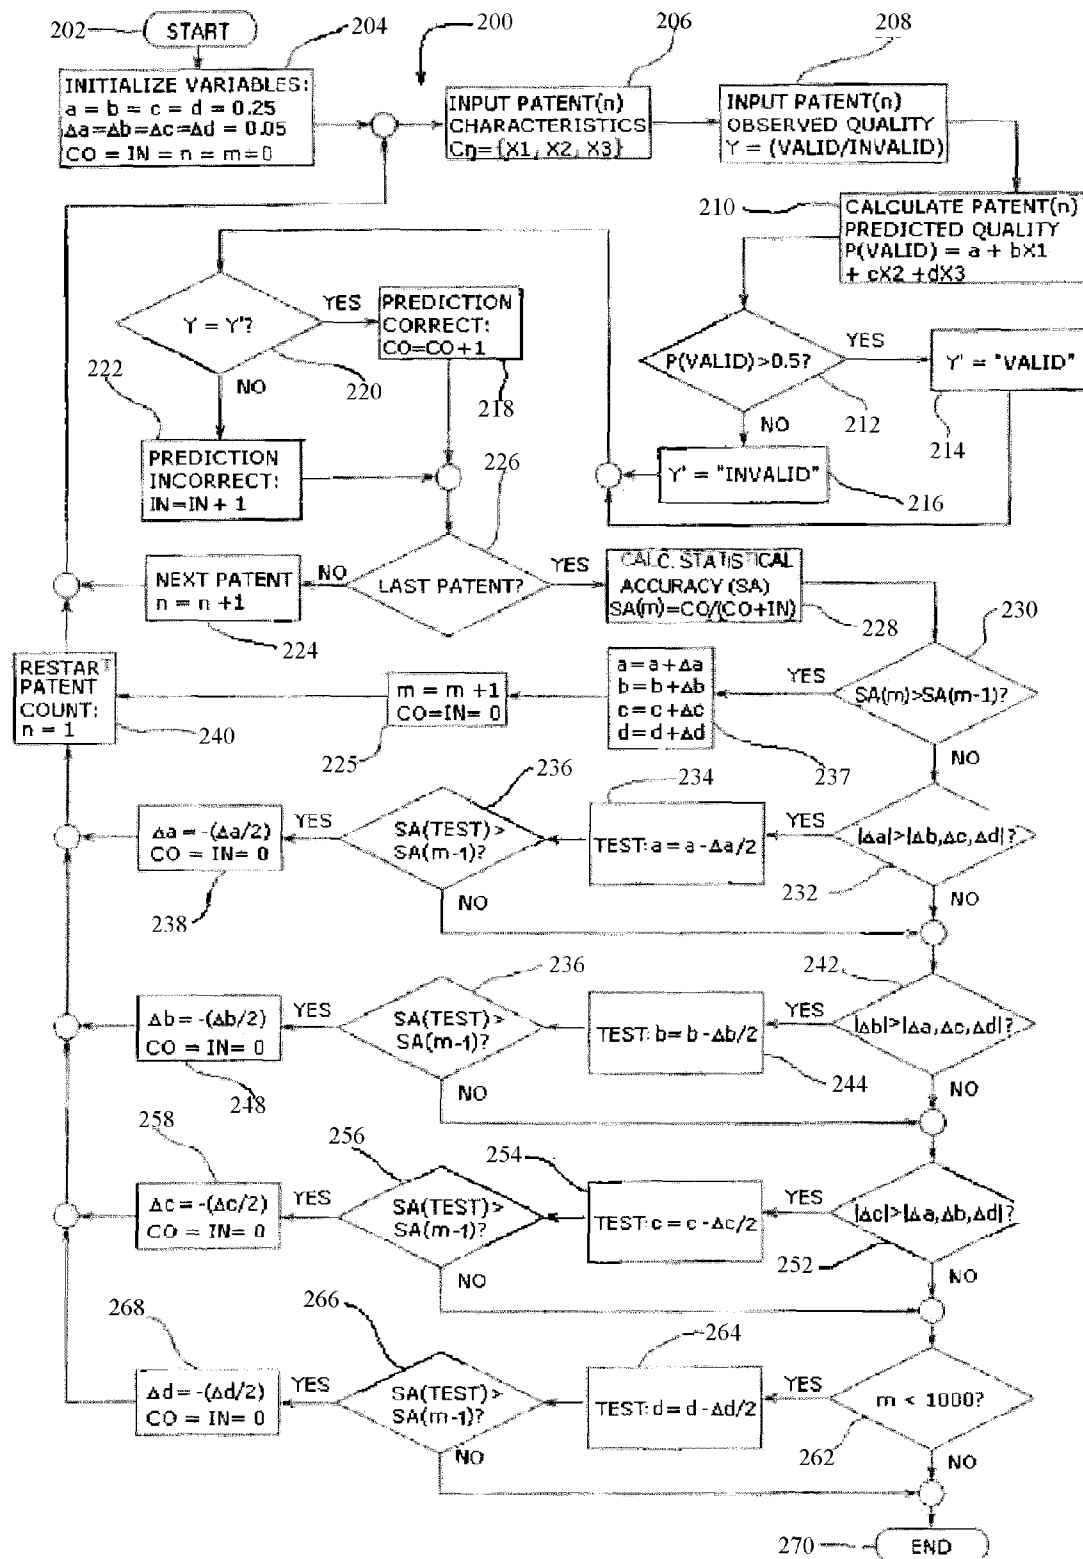 202
START
204
200
206
208
INITIALIZE VARIABLES:
a = b = c = d = 0.25
Δa=Δb=Δc=Δd = 0.05
CO = IN = n = m=0
INPUT PATENT(n)
CHARACTERISTICS
Cη={X1, X2, X3}
INPUT PATENT(n)
OBSERVED QUALITY
Y = (VALID/INVALID)
210
CALCULATE PATENT(n)
PREDICTED QUALITY
P(VALID) = a + bX1
+ cX2 +dX3
Y = Y'?
YES
NO
220
PREDICTION
CORRECT:
CO=CO+1
218
P(VALID)>0.5?
YES
NO
212
Y' = "VALID"
214
222
PREDICTION
INCORRECT:
IN=IN+1
226
Y' = "INVALID"
216
NEXT PATENT
n = n+1
224
NO
LAST PATENT?
YES
CALC. STATISTICAL
ACCURACY (SA)
SA(m)=CO/(CO+IN)
228
230
RESTART
PATENT
COUNT:
n = 1
240
m = m+1
CO=IN= 0
225
a=a+Δa
b=b+Δb
c=c+Δc
d=d+Δd
237
YES
SA(m)>SA(m-1)?
NO
236
234
Δa=-(Δa/2)
CO = IN= 0
238
YES
SA(TEST)>
SA(m-1)?
NO
TEST: a=a-Δa/2
YES
|Δa|>|Δb,Δc,Δd|?
232
NO
236
242
Δb=-(Δb/2)
CO = IN= 0
248
YES
SA(TEST)>
SA(m-1)?
NO
TEST: b=b-Δb/2
244
YES
|Δb|>|Δa,Δc,Δd|?
NO
258
256
254
Δc=-(Δc/2)
CO = IN= 0
YES
SA(TEST)>
SA(m-1)?
NO
TEST: c=c-Δc/2
YES
|Δc|>|Δa,Δb,Δd|?
252
NO
268
266
264
Δd=-(Δd/2)
CO = IN= 0
YES
SA(TEST)>
SA(m-1)?
NO
TEST: d=d-Δd/2
YES
m < 1000?
262
NO
270
END